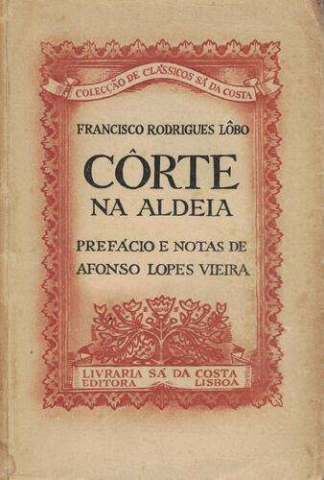 COLECÇÃO DE CLÁSSICOS SÁ DA COSTA
FRANCISCO RODRIGUES LÔBO
CÔRTE
NA ALDEIA
PREFÁCIO E NOTAS DE
AFONSO LOPES VIEIRA
LIVRARIA SÁ DA COSTA
EDITORA LISBOA